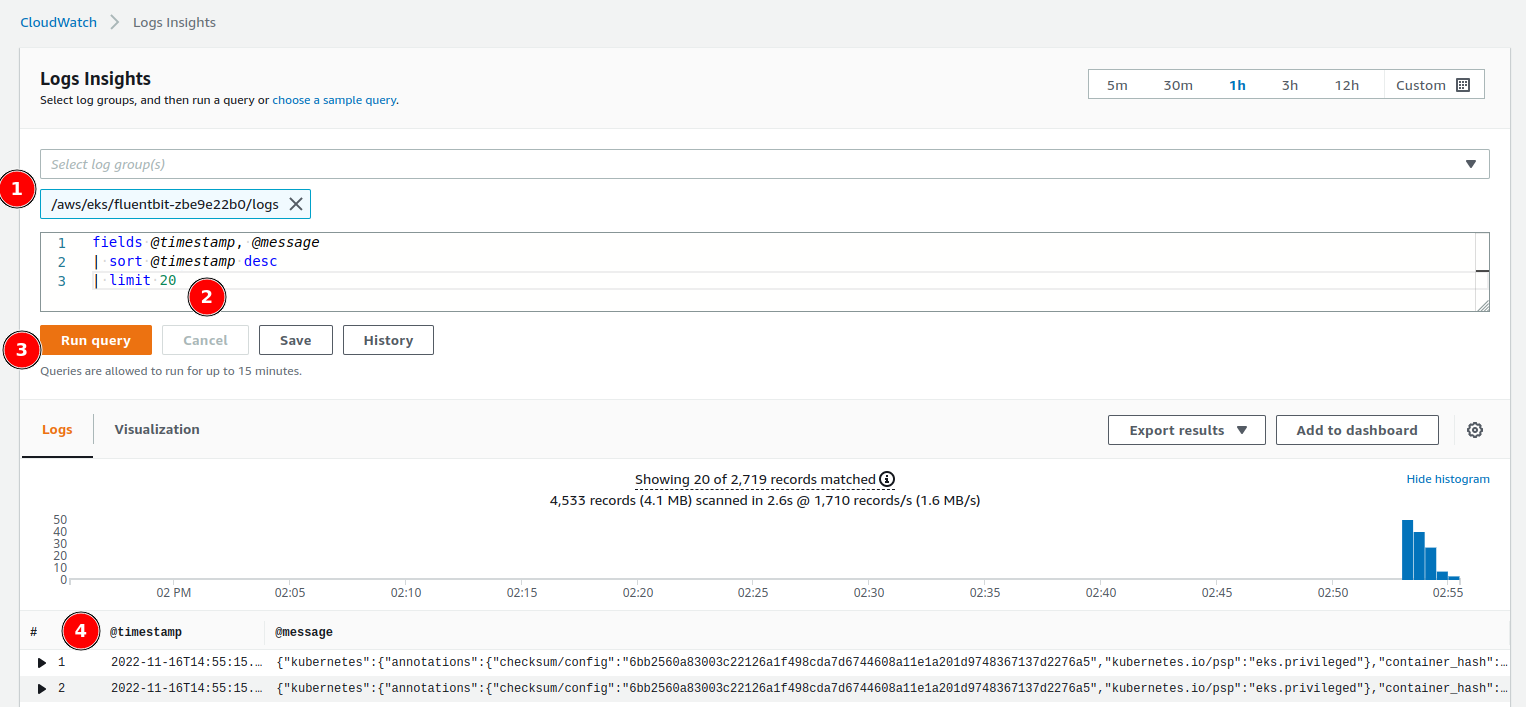 CloudWatch > Logs Insights
Logs Insights
Select log groups, and then run a query or choose a sample query.
5m 30m 1h 3h 12h Custom
Select log group(s)
1
/aws/eks/fluentbit-zbe9e22b0/logs
1 fields @timestamp, @message
2 | sort @timestamp desc
3 | limit 20
2
3
Run query Cancel Save History
Queries are allowed to run for up to 15 minutes.
Logs Visualization Export results Add to dashboard
Showing 20 of 2,719 records matched
Hide histogram
4,533 records (4.1 MB) scanned in 2.6s @ 1,710 records/s (1.6 MB/s)
50
40
30
20
10
0
02 PM 02:05 02:10 02:15 02:20 02:25 02:30 02:35 02:40 02:45 02:50 02:55
# 4 @timestamp @message
1 2022-11-16T14:55:15.… {"kubernetes":{"annotations":{"checksum/config":"6bb2560a83003c22126a1f498cda7d6744608a11e1a201d9748367137d2276a5","kubernetes.io/psp":"eks.privileged"},"container_hash":…
2 2022-11-16T14:55:15.… {"kubernetes":{"annotations":{"checksum/config":"6bb2560a83003c22126a1f498cda7d6744608a11e1a201d9748367137d2276a5","kubernetes.io/psp":"eks.privileged"},"container_hash":…